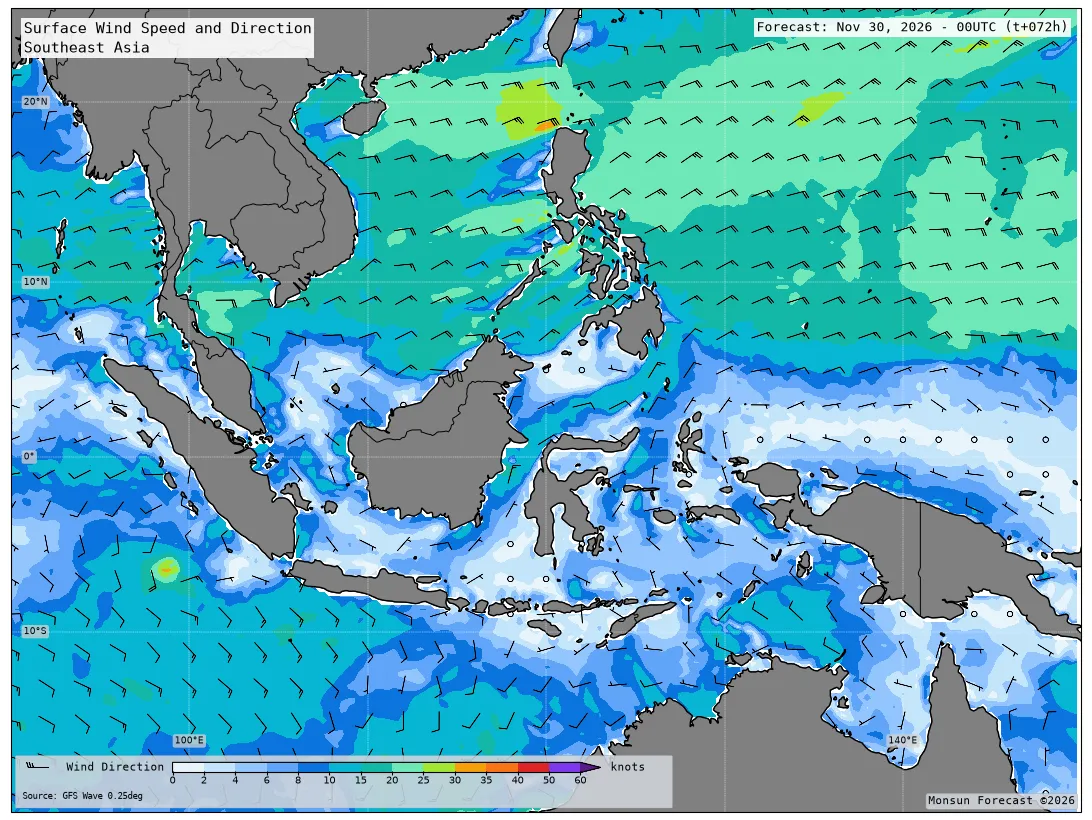 Surface Wind Speed and Direction
Southeast Asia
Forecast: Nov 30, 2026 - 00UTC (t+072h)
20°N
10°N
0°
10°S
100°E
140°E
Wind Direction
knots
0 2 4 6 8 10 15 20 25 30 35 40 50 60
Source: GFS Wave 0.25deg
Monsun Forecast ©2026